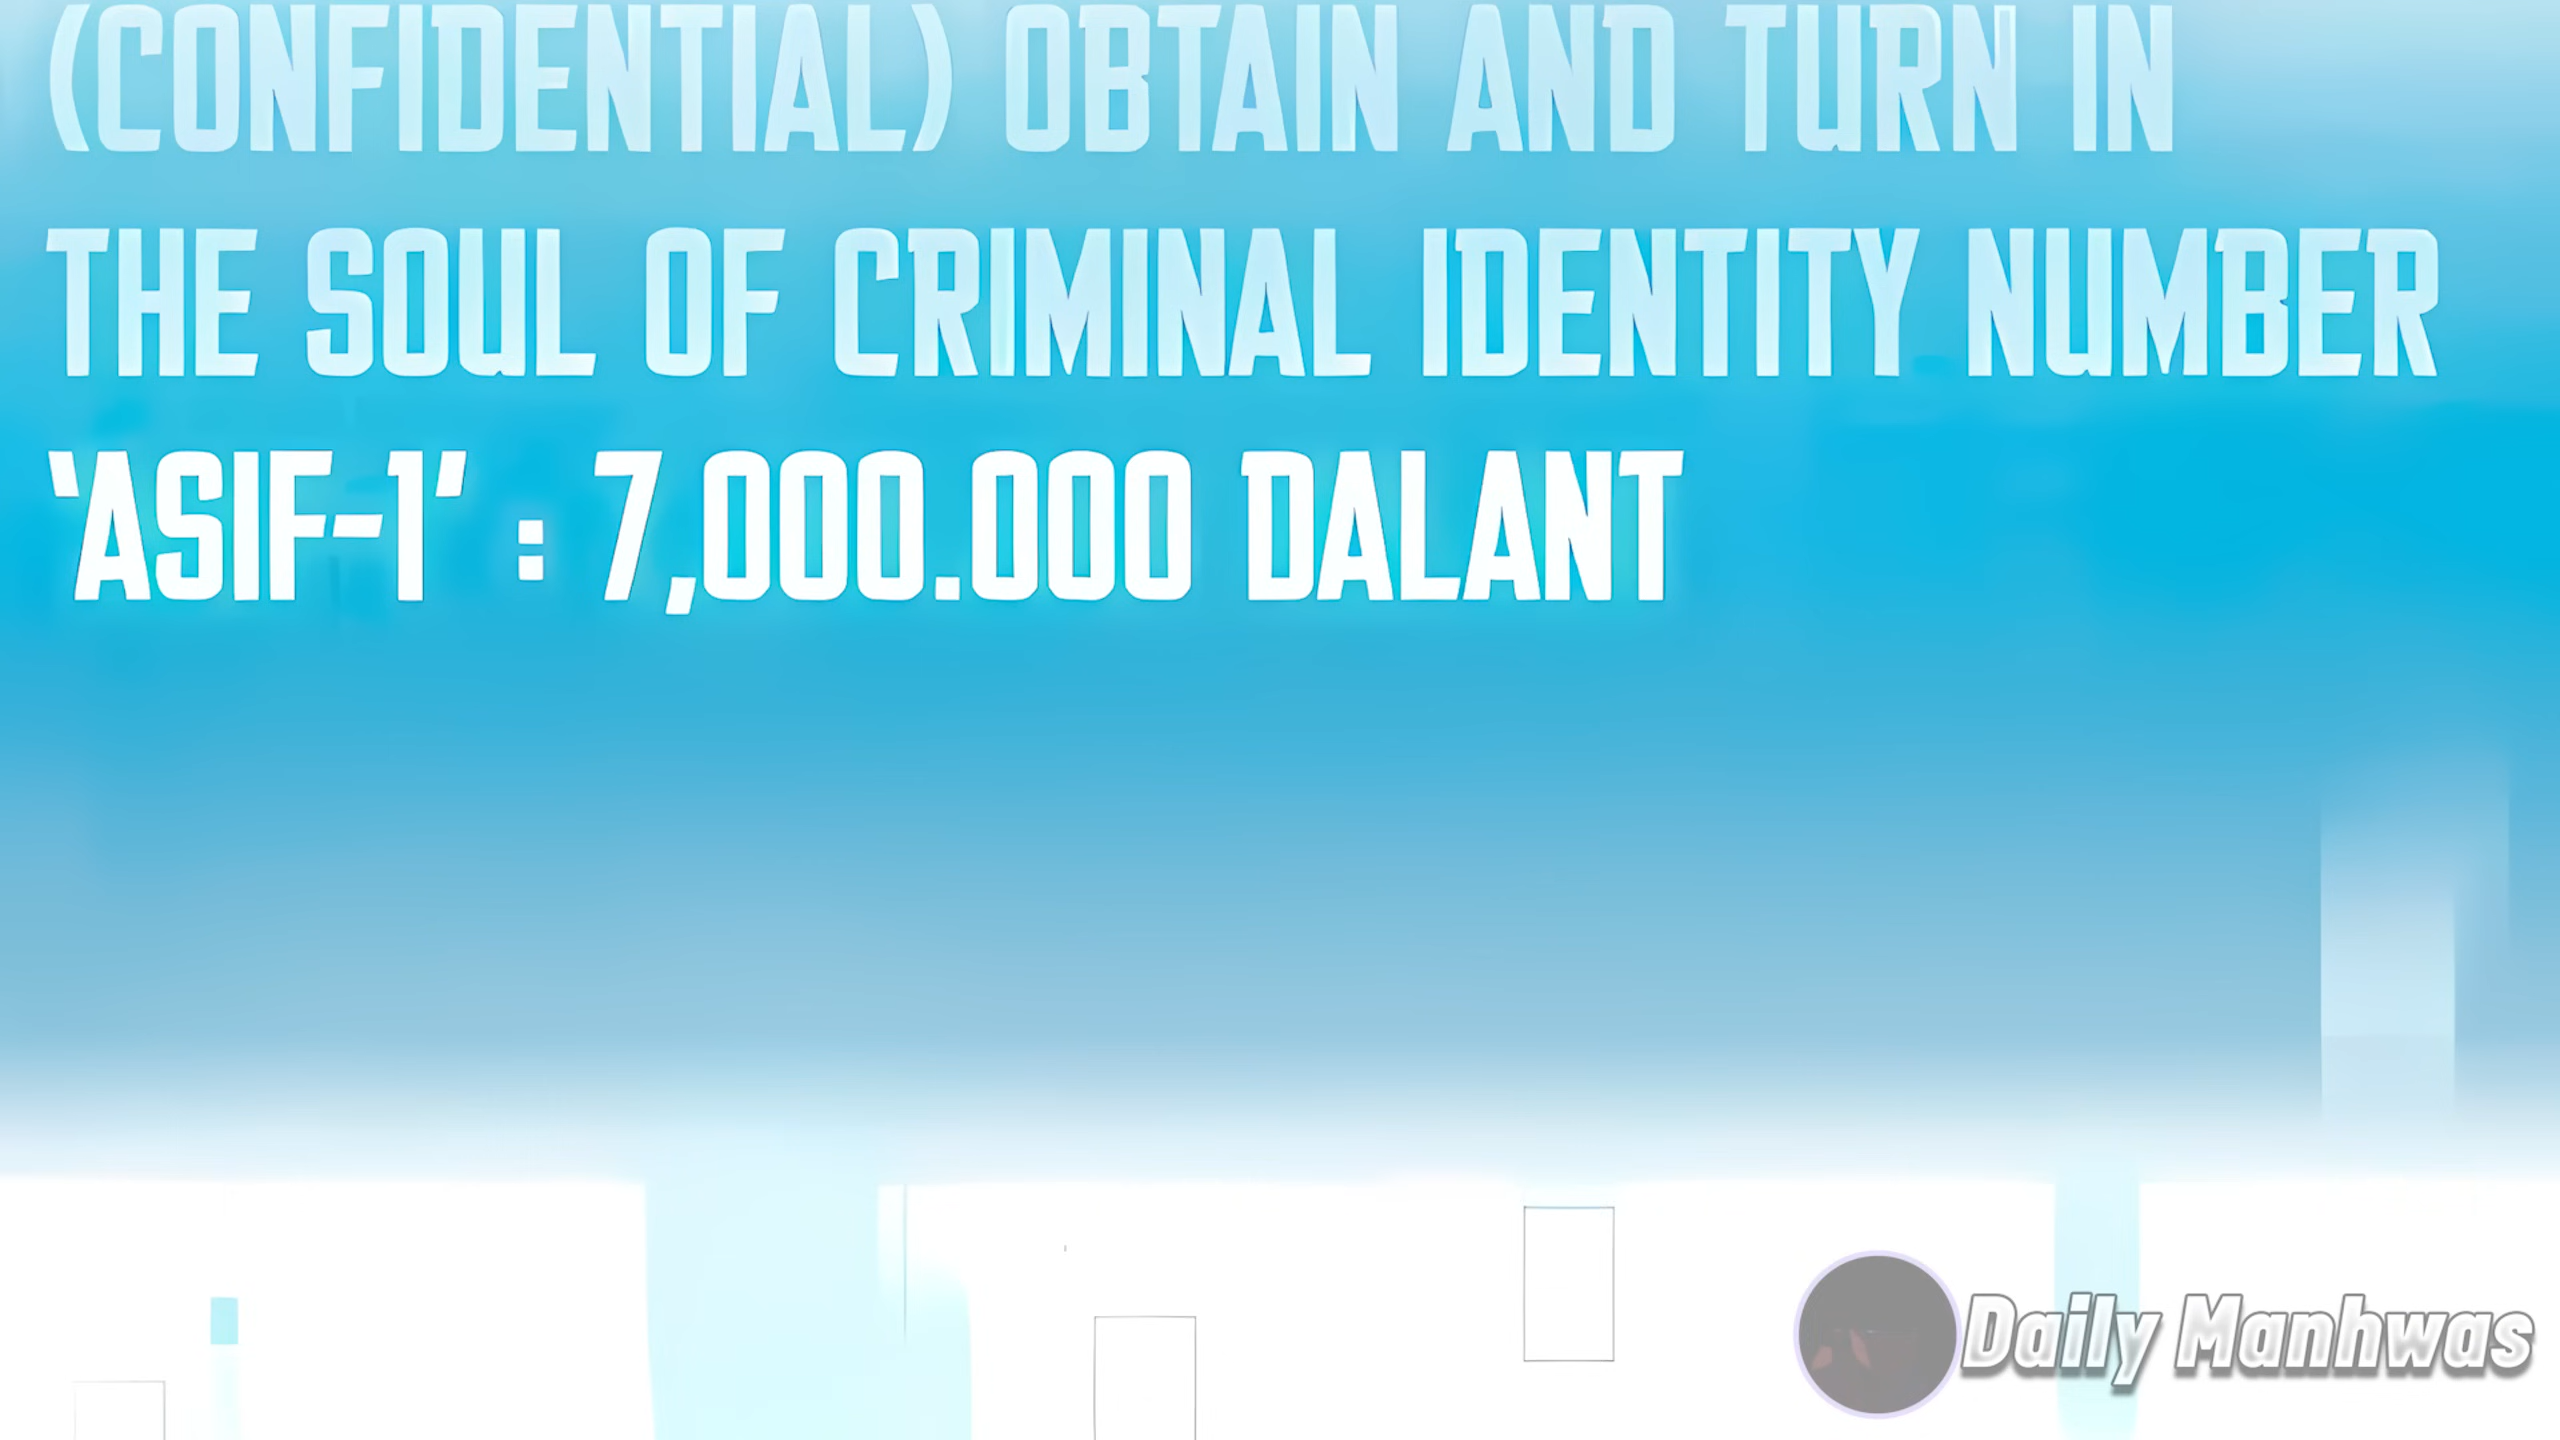 (CONFIDENTIAL) OBTAIN AND TURN IN
THE SOUL OF CRIMINAL IDENTITY NUMBER
'ASIF-1' : 7,000.000 DALANT
Daily Manhwas